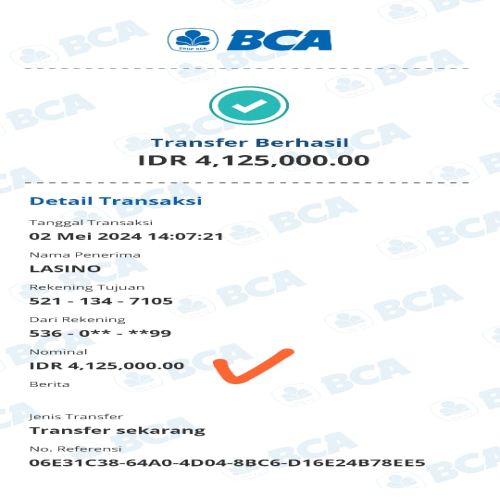 BCA
Transfer Berhasil
IDR 4,125,000.00
Detail Transaksi
Tanggal Transaksi
02 Mei 2024 14:07:21
Nama Penerima
LASINO
Rekening Tujuan
521 - 134 - 7105
Dari Rekening
536 - 0** - **99
Nominal
IDR 4,125,000.00
Berita
Jenis Transfer
Transfer sekarang
No. Referensi
06E31C38-64A0-4D04-8BC6-D16E24B78EE5